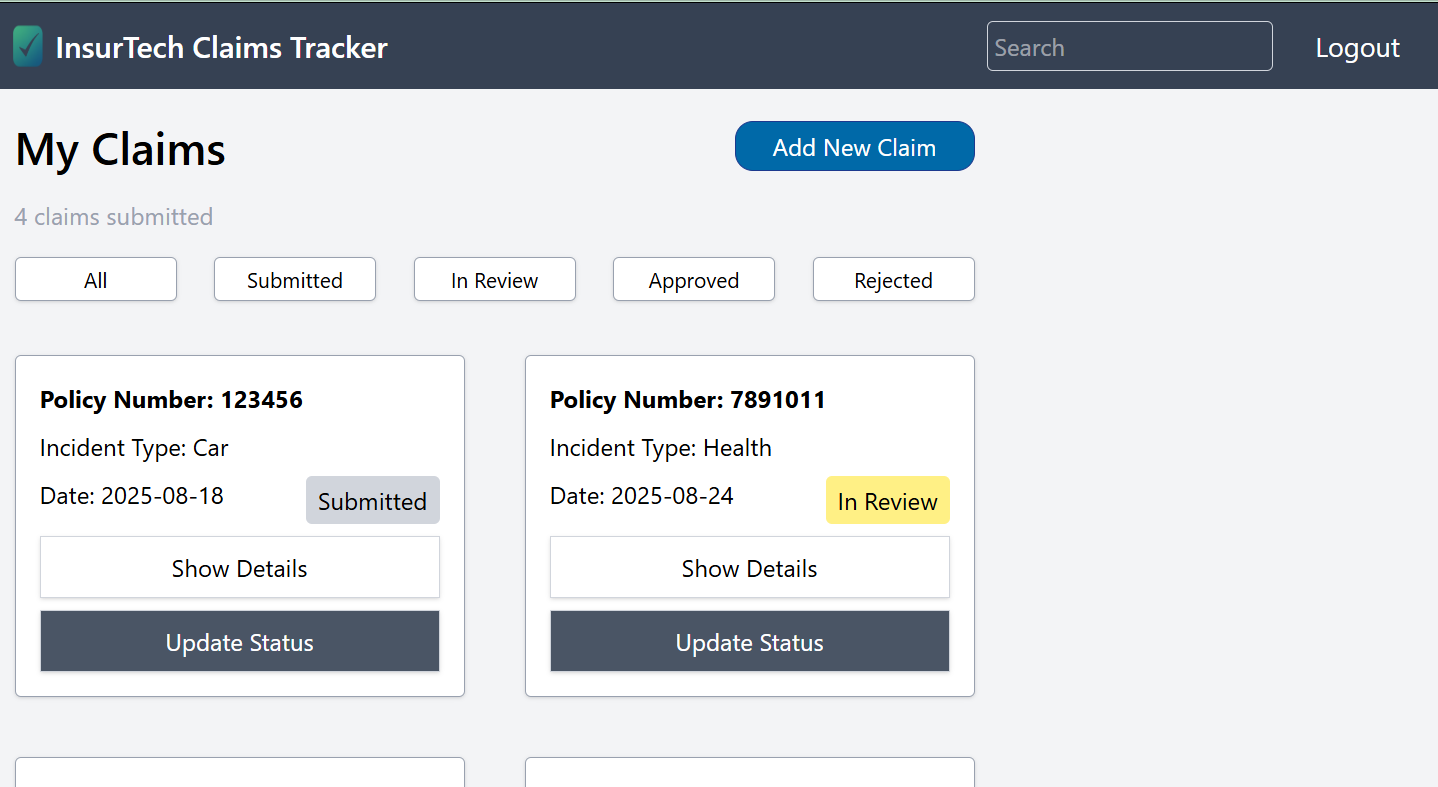 InsurTech Claims Tracker
Search
Logout
My Claims
Add New Claim
4 claims submitted
All
Submitted
In Review
Approved
Rejected
Policy Number: 123456
Incident Type: Car
Date: 2025-08-18
Submitted
Show Details
Update Status
Policy Number: 7891011
Incident Type: Health
Date: 2025-08-24
In Review
Show Details
Update Status